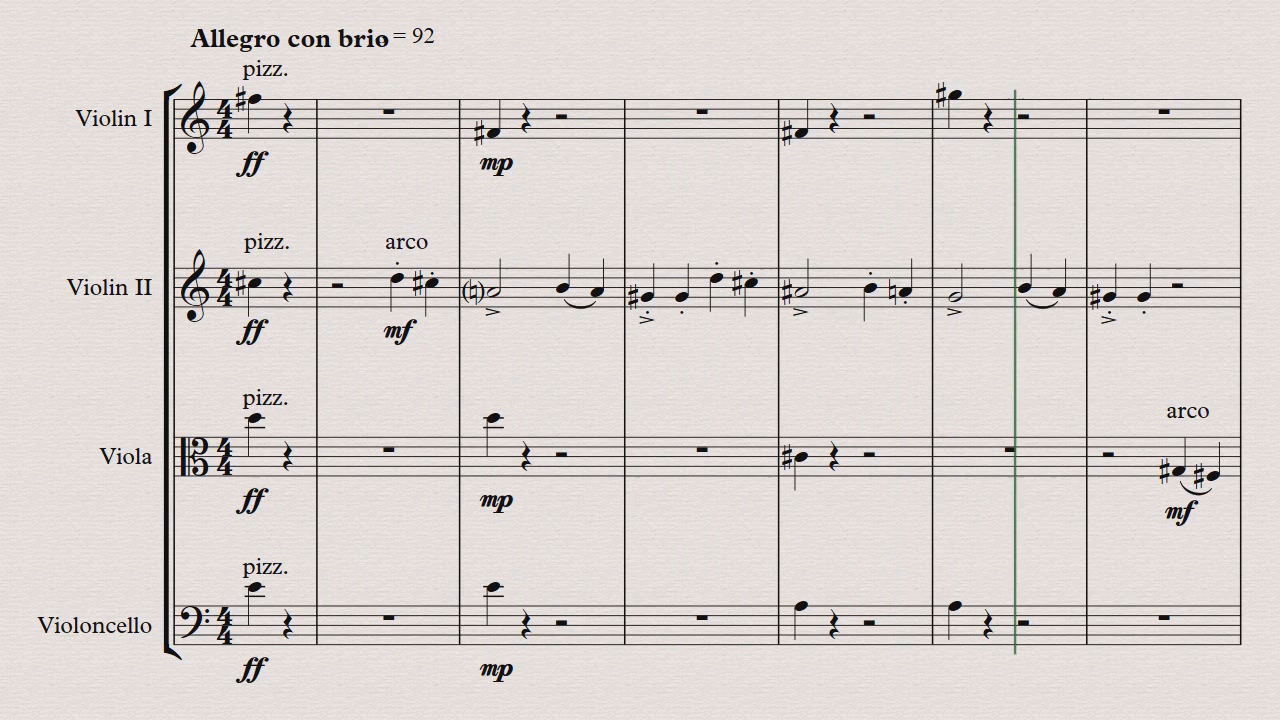 Allegro con brio = 92
pizz.
Violin I
ff
mp
pizz.
arco
Violin II
ff
mf
pizz.
arco
Viola
ff
mp
mf
pizz.
Violoncello
ff
mp